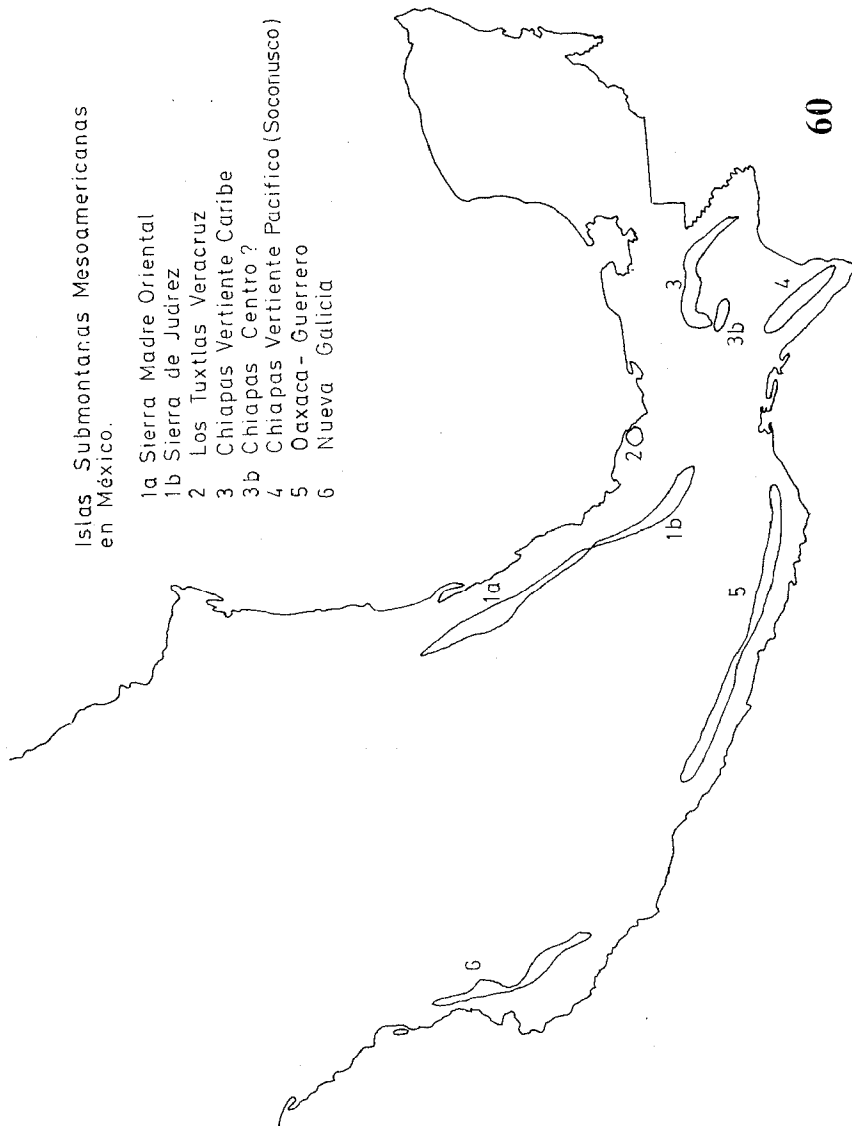 Islas Submontanas Mesoamericanas
en México.
1a Sierra Madre Oriental
1b Sierra de Juárez
2 Los Tuxtlas Veracruz
3 Chiapas Vertiente Caribe
3b Chiapas Centro ?
4 Chiapas Vertiente Pacifico (Soconusco)
5 Oaxaca - Guerrero
6 Nueva Galicia
1a
1b
2
3
3b
4
5
6
60